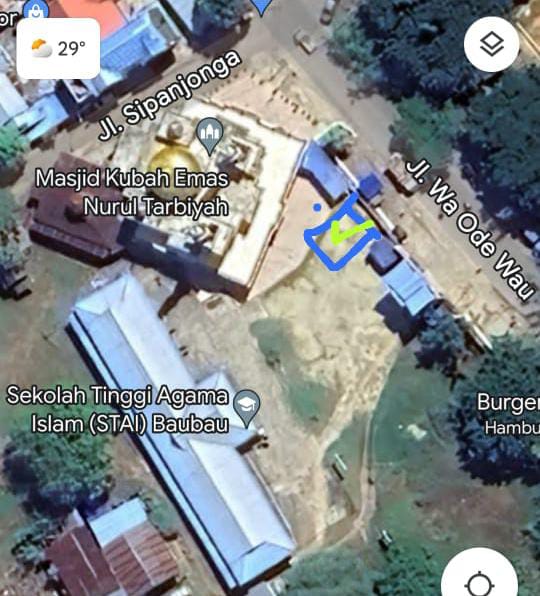 or
29°
Jl. Sipanjonga
Masjid Kubah Emas
Nurul Tarbiyah
Jl. Wa Ode Wau
Sekolah Tinggi Agama
Islam (STAI) Baubau
Burger
Hambu